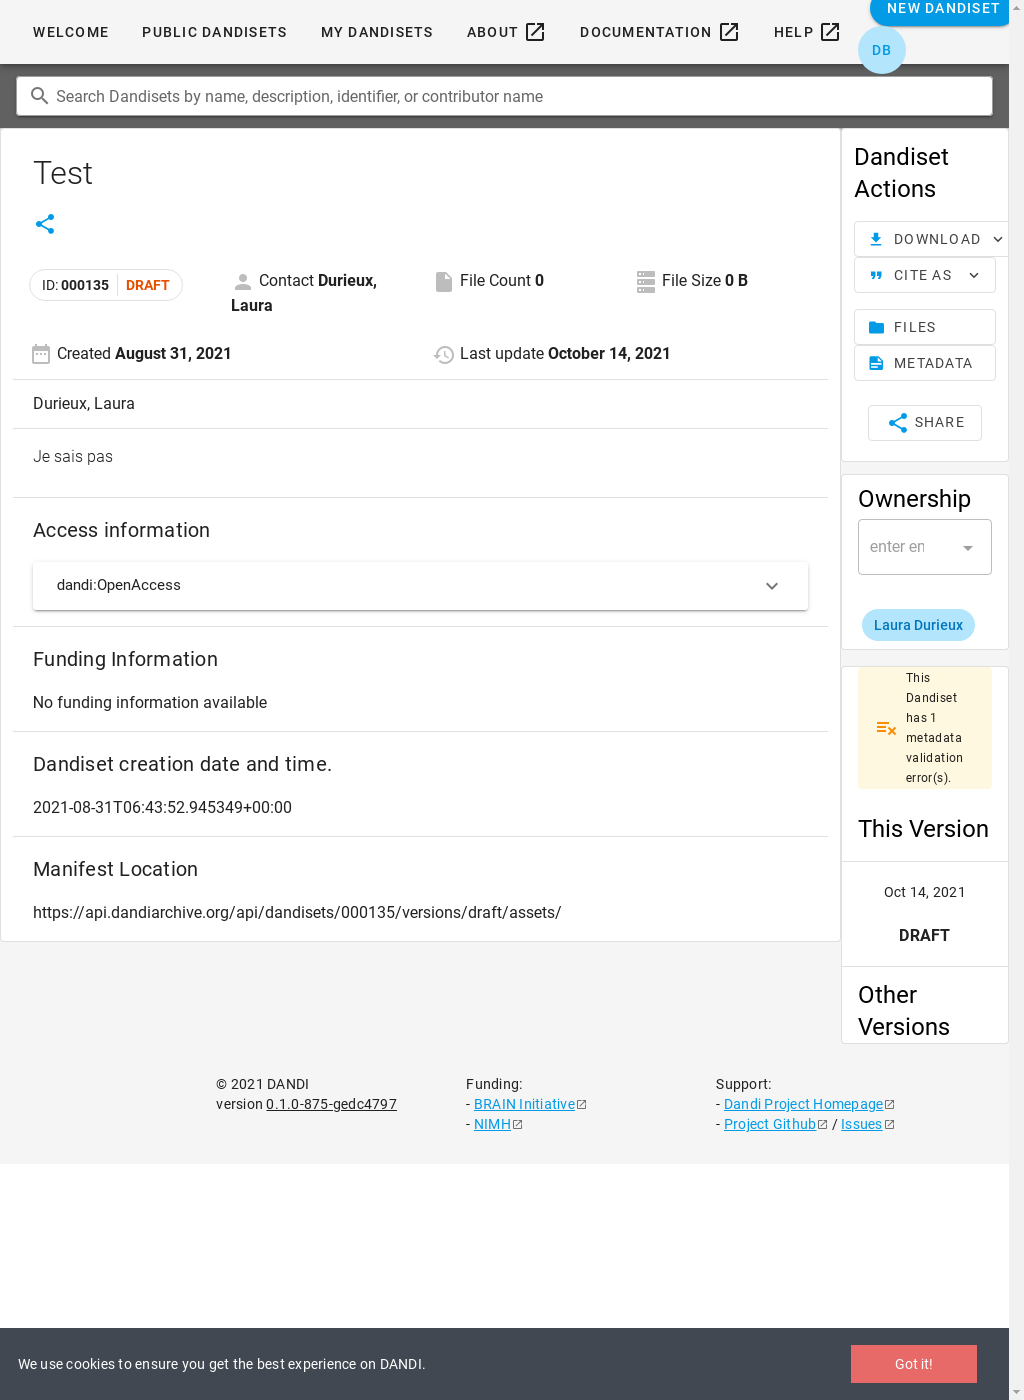 WELCOME
PUBLIC DANDISETS
MY DANDISETS
ABOUT
DOCUMENTATION
HELP
NEW DANDISET
DB
Search Dandisets by name, description, identifier, or contributor name
Test
ID: 000135 DRAFT
Contact Durieux,
Laura
File Count 0
File Size 0 B
Created August 31, 2021
Last update October 14, 2021
Durieux, Laura
Je sais pas
Access information
dandi:OpenAccess
Funding Information
No funding information available
Dandiset creation date and time.
2021-08-31T06:43:52.945349+00:00
Manifest Location
https://api.dandiarchive.org/api/dandisets/000135/versions/draft/assets/
Dandiset
Actions
DOWNLOAD
CITE AS
FILES
METADATA
SHARE
Ownership
enter
Laura Durieux
This
Dandiset
has 1
metadata
validation
error(s).
This Version
Oct 14, 2021
DRAFT
Other
Versions
© 2021 DANDI
version 0.1.0-875-gedc4797
Funding:
- BRAIN Initiative
- NIMH
Support:
- Dandi Project Homepage
- Project Github / Issues
We use cookies to ensure you get the best experience on DANDI.
Got it!